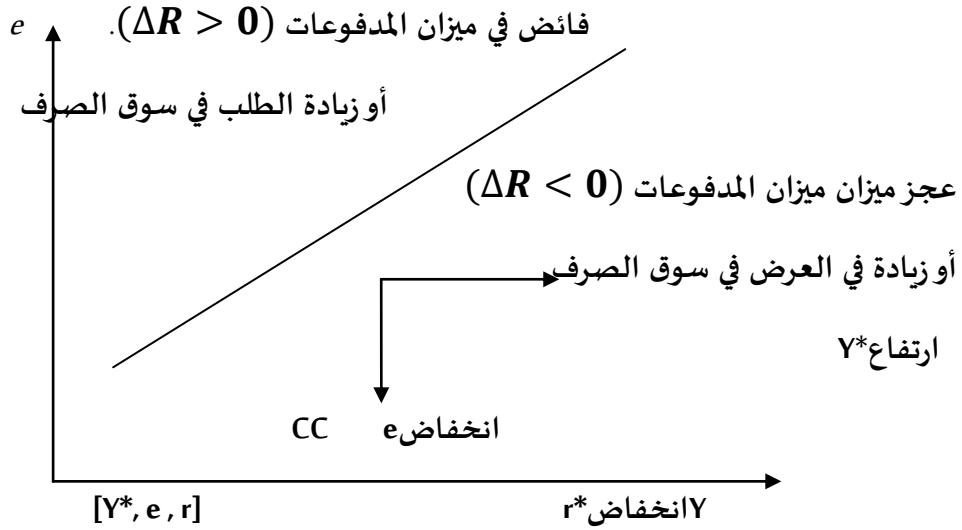 e
فائض في ميزان المدفوعات (ΔR > 0).
أو زيادة الطلب في سوق الصرف
عجز ميزان ميزان المدفوعات (ΔR < 0)
أو زيادة في العرض في سوق الصرف
ارتفاع Y*
انخفاض e CC
[Y*, e , r]
انخفاض r* Y